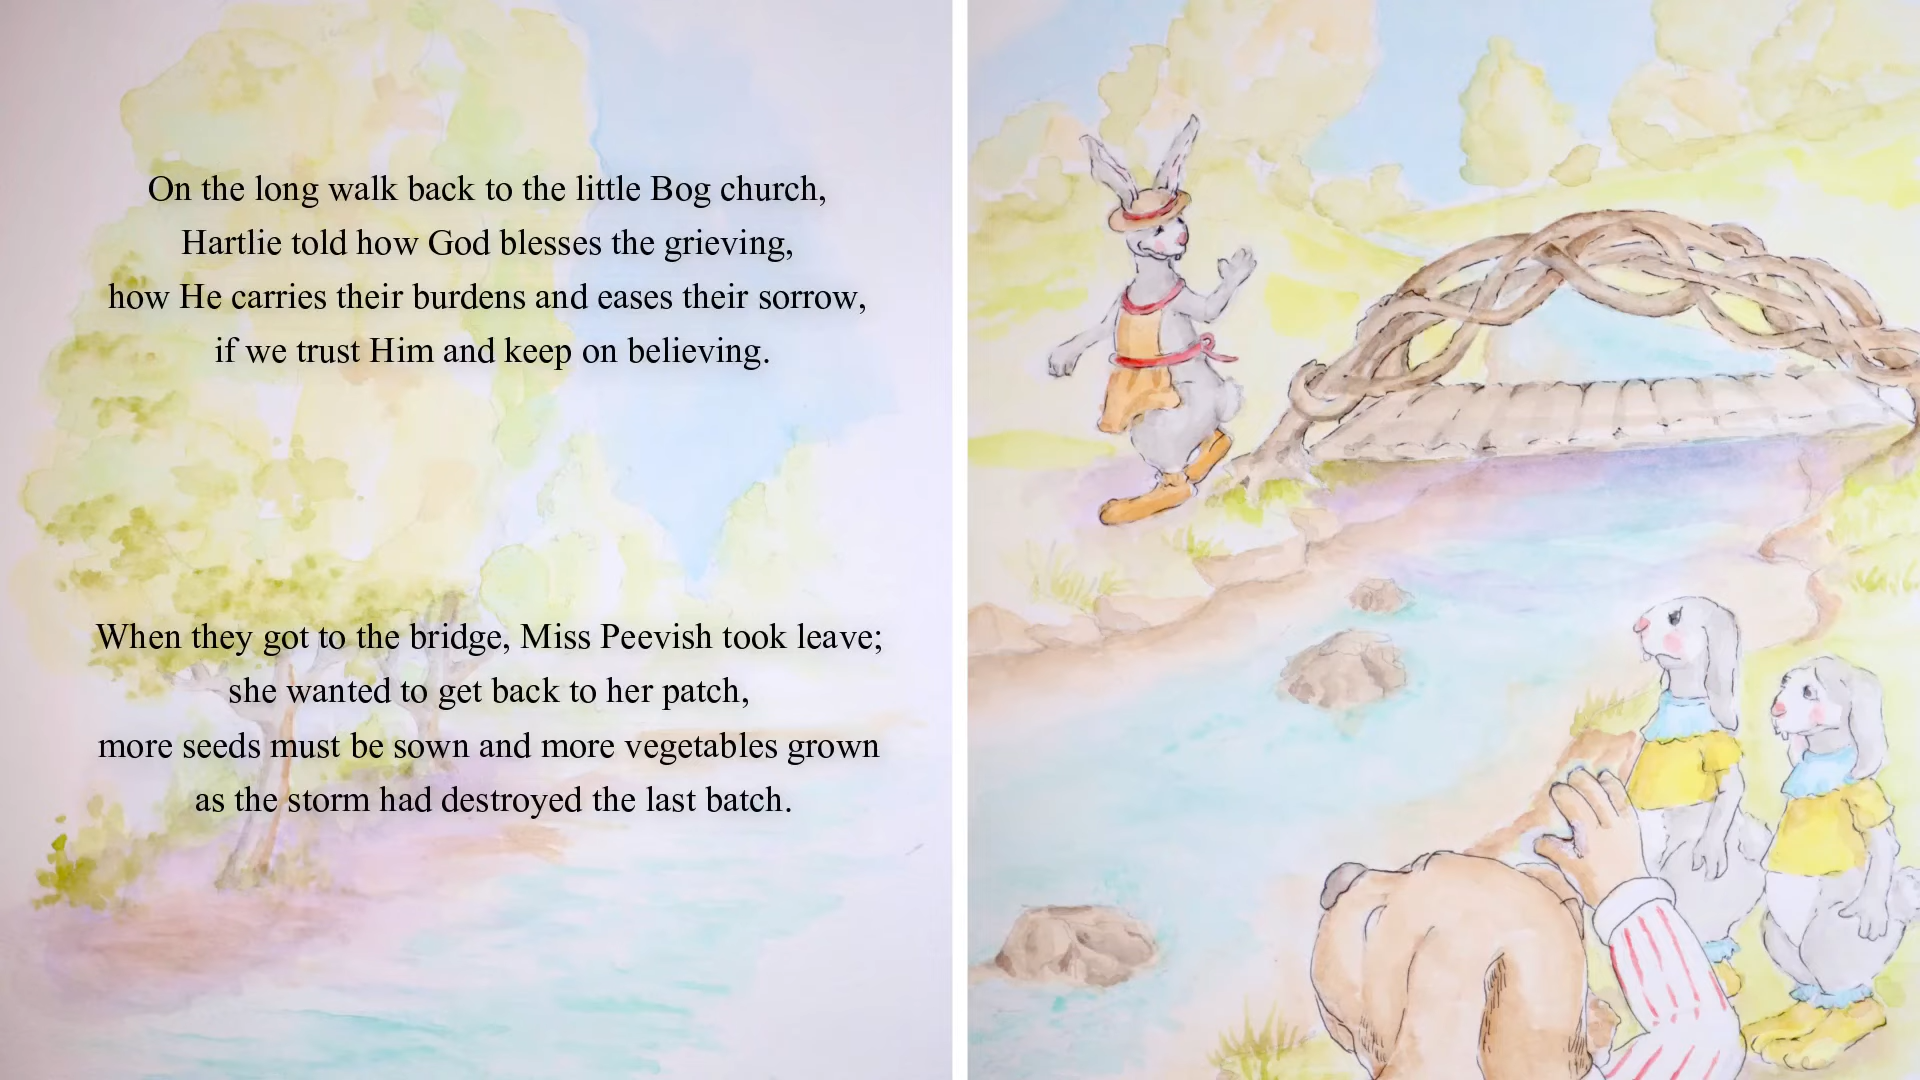 On the long walk back to the little Bog church,
Hartlie told how God blesses the grieving,
how He carries their burdens and eases their sorrow,
if we trust Him and keep on believing.
When they got to the bridge, Miss Peevish took leave;
she wanted to get back to her patch,
more seeds must be sown and more vegetables grown
as the storm had destroyed the last batch.